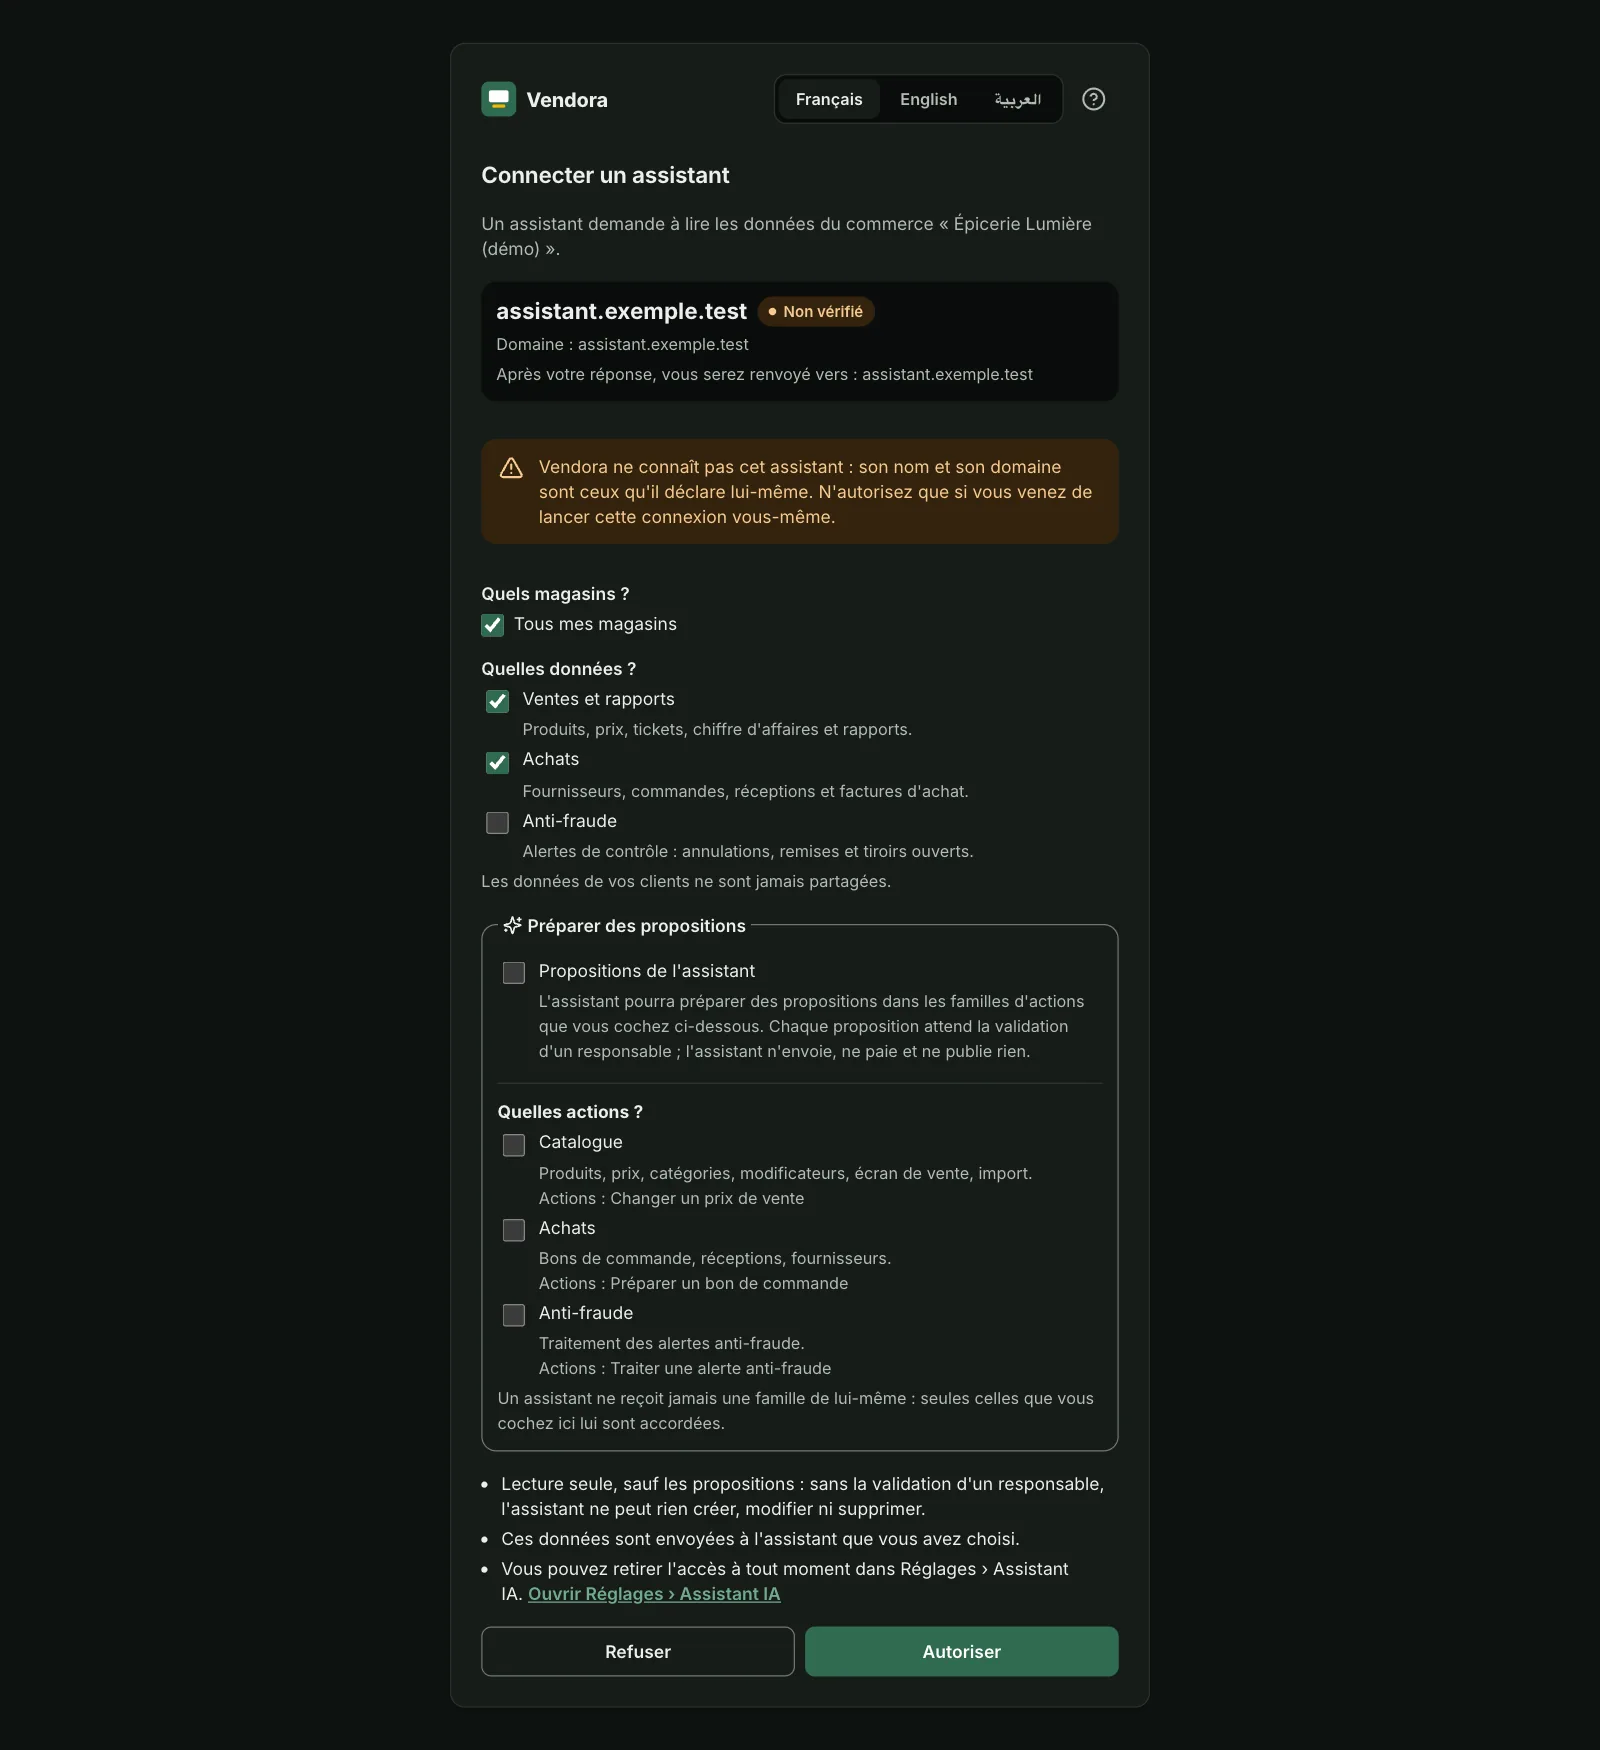 Vendora
Français
English
العربية
Connecter un assistant
Un assistant demande à lire les données du commerce « Épicerie Lumière
(démo) ».
assistant.exemple.test
Non vérifié
Domaine : assistant.exemple.test
Après votre réponse, vous serez renvoyé vers : assistant.exemple.test
Vendora ne connaît pas cet assistant : son nom et son domaine
sont ceux qu'il déclare lui-même. N'autorisez que si vous venez de
lancer cette connexion vous-même.
Quels magasins ?
Tous mes magasins
Quelles données ?
Ventes et rapports
Produits, prix, tickets, chiffre d'affaires et rapports.
Achats
Fournisseurs, commandes, réceptions et factures d'achat.
Anti-fraude
Alertes de contrôle : annulations, remises et tiroirs ouverts.
Les données de vos clients ne sont jamais partagées.
Préparer des propositions
Propositions de l'assistant
L'assistant pourra préparer des propositions dans les familles d'actions
que vous cochez ci-dessous. Chaque proposition attend la validation
d'un responsable ; l'assistant n'envoie, ne paie et ne publie rien.
Quelles actions ?
Catalogue
Produits, prix, catégories, modificateurs, écran de vente, import.
Actions : Changer un prix de vente
Achats
Bons de commande, réceptions, fournisseurs.
Actions : Préparer un bon de commande
Anti-fraude
Traitement des alertes anti-fraude.
Actions : Traiter une alerte anti-fraude
Un assistant ne reçoit jamais une famille de lui-même : seules celles que vous
cochez ici lui sont accordées.
• Lecture seule, sauf les propositions : sans la validation d'un responsable,
l'assistant ne peut rien créer, modifier ni supprimer.
• Ces données sont envoyées à l'assistant que vous avez choisi.
• Vous pouvez retirer l'accès à tout moment dans Réglages › Assistant
IA. Ouvrir Réglages › Assistant IA
Refuser
Autoriser